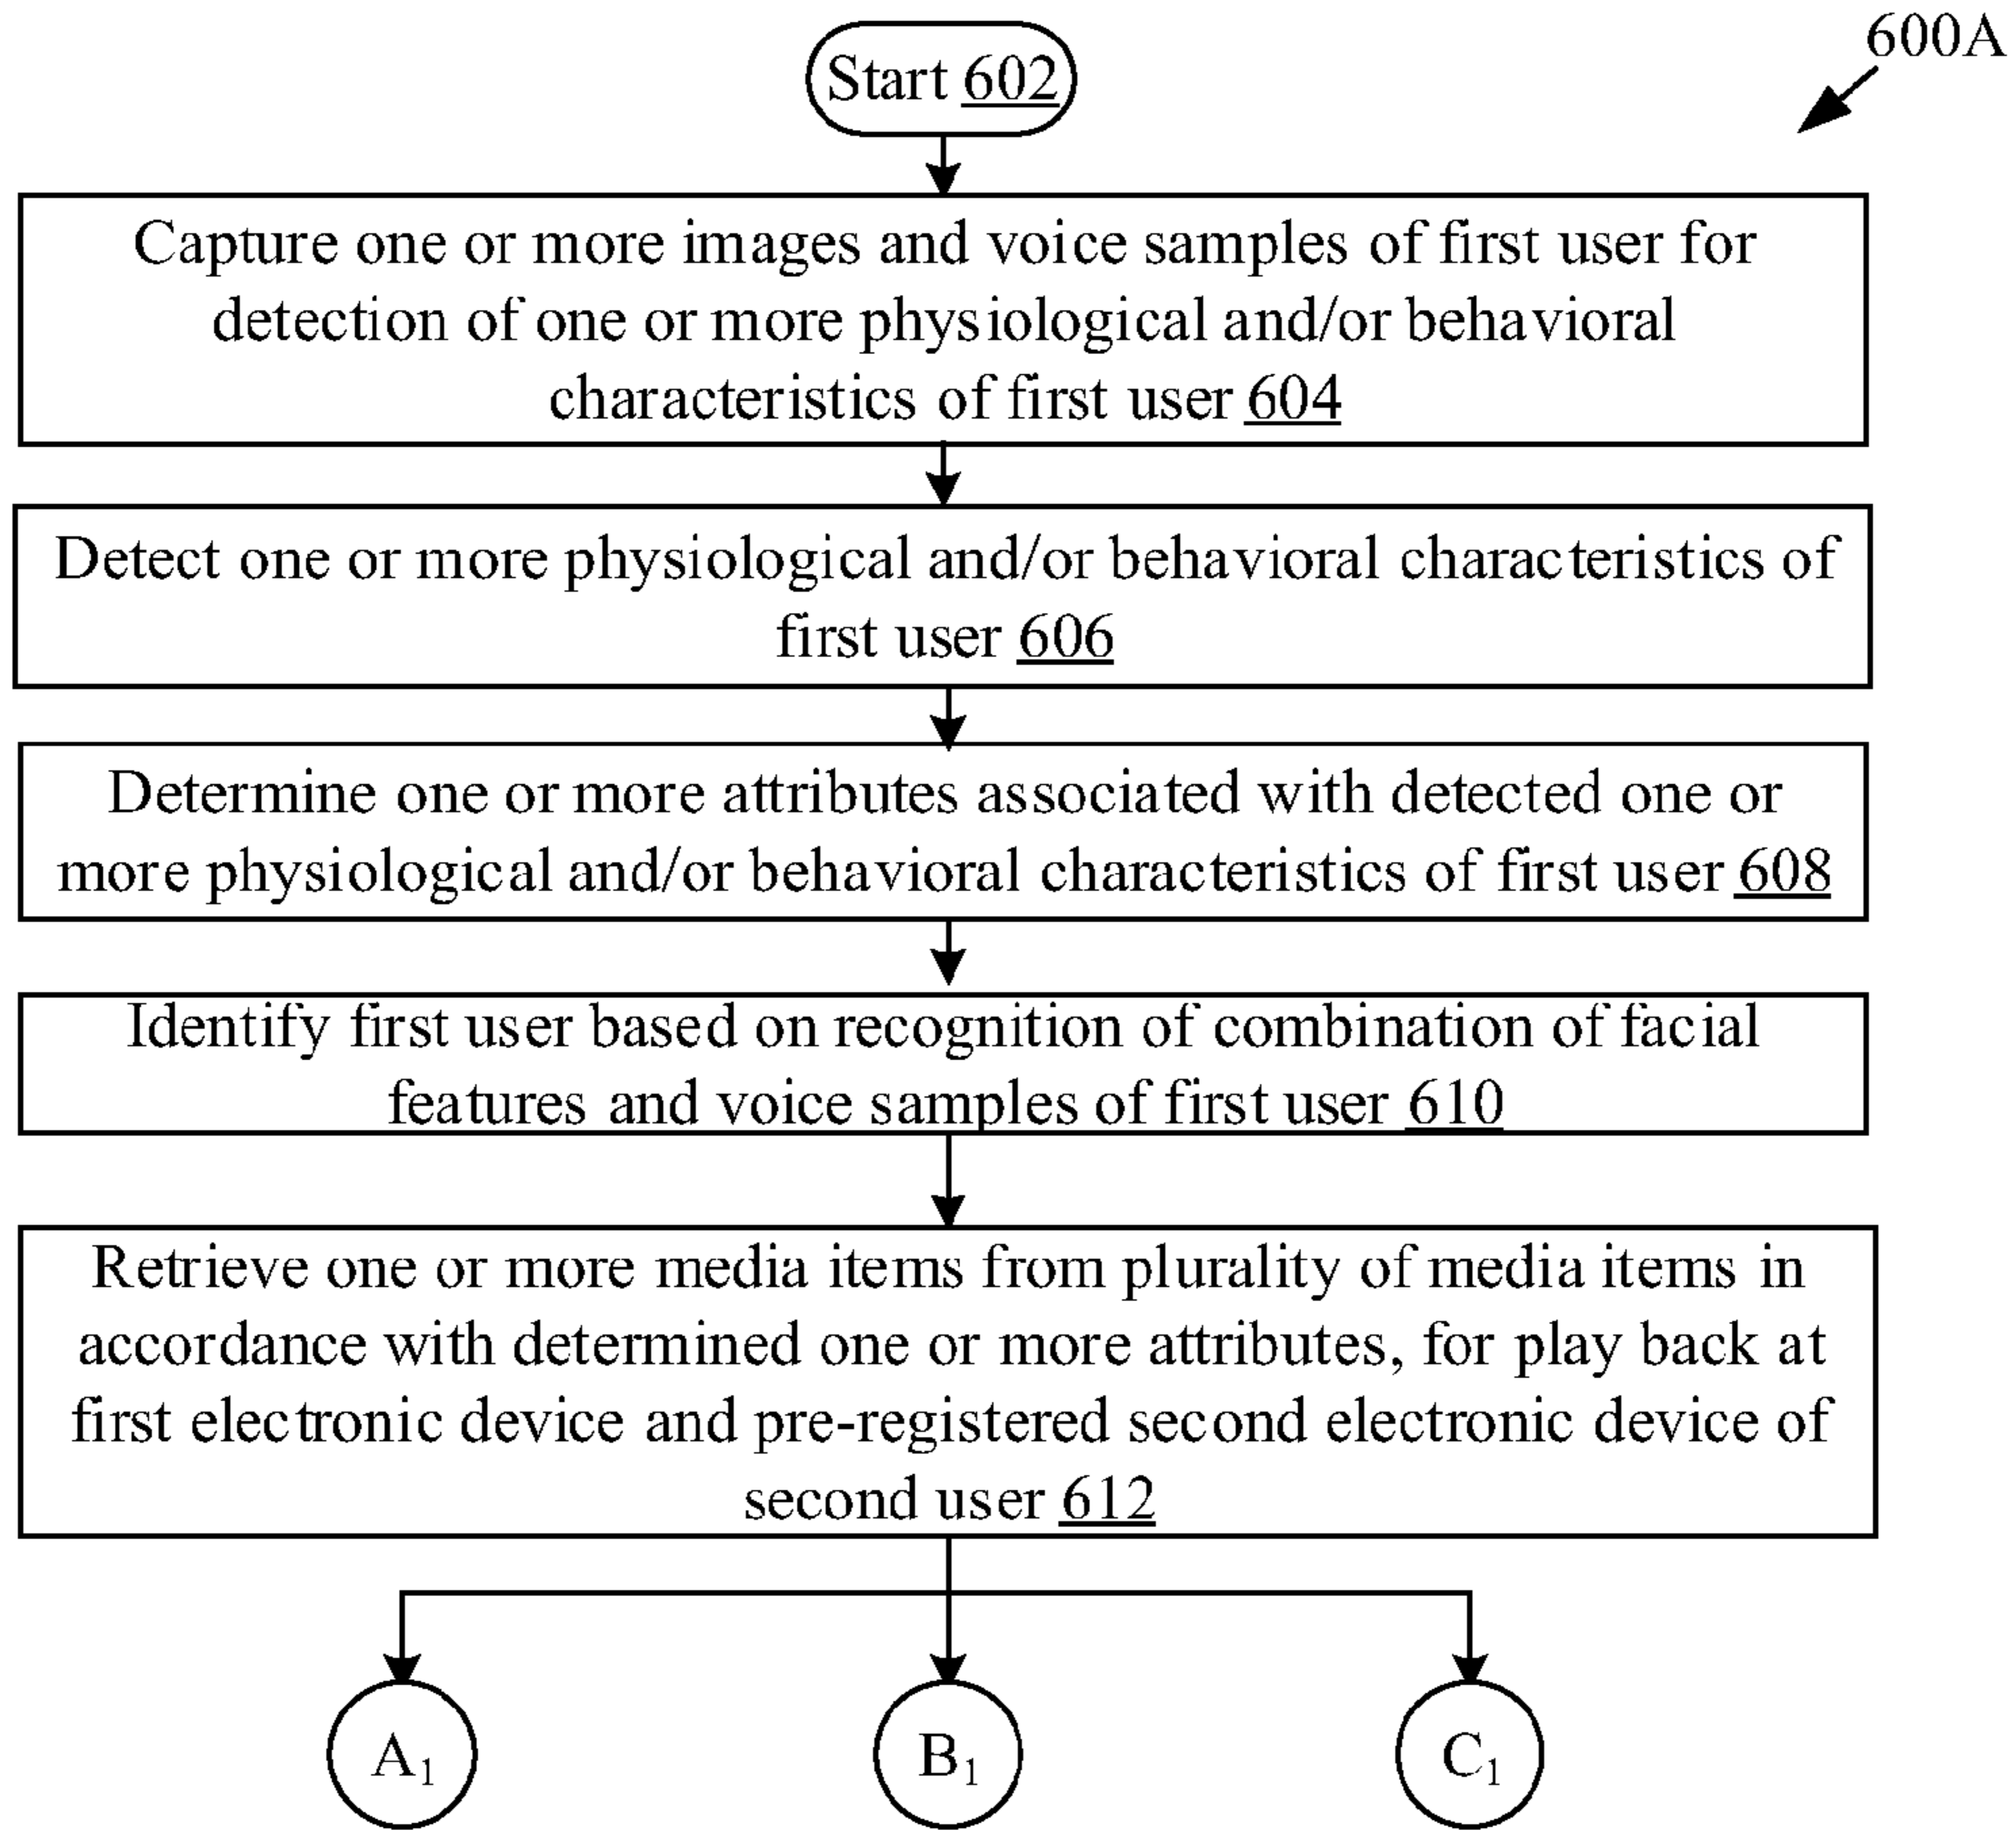 600A
Start 602
Capture one or more images and voice samples of first user for
detection of one or more physiological and/or behavioral
characteristics of first user 604
Detect one or more physiological and/or behavioral characteristics of
first user 606
Determine one or more attributes associated with detected one or
more physiological and/or behavioral characteristics of first user 608
Identify first user based on recognition of combination of facial
features and voice samples of first user 610
Retrieve one or more media items from plurality of media items in
accordance with determined one or more attributes, for play back at
first electronic device and pre-registered second electronic device of
second user 612
A1
B1
C1